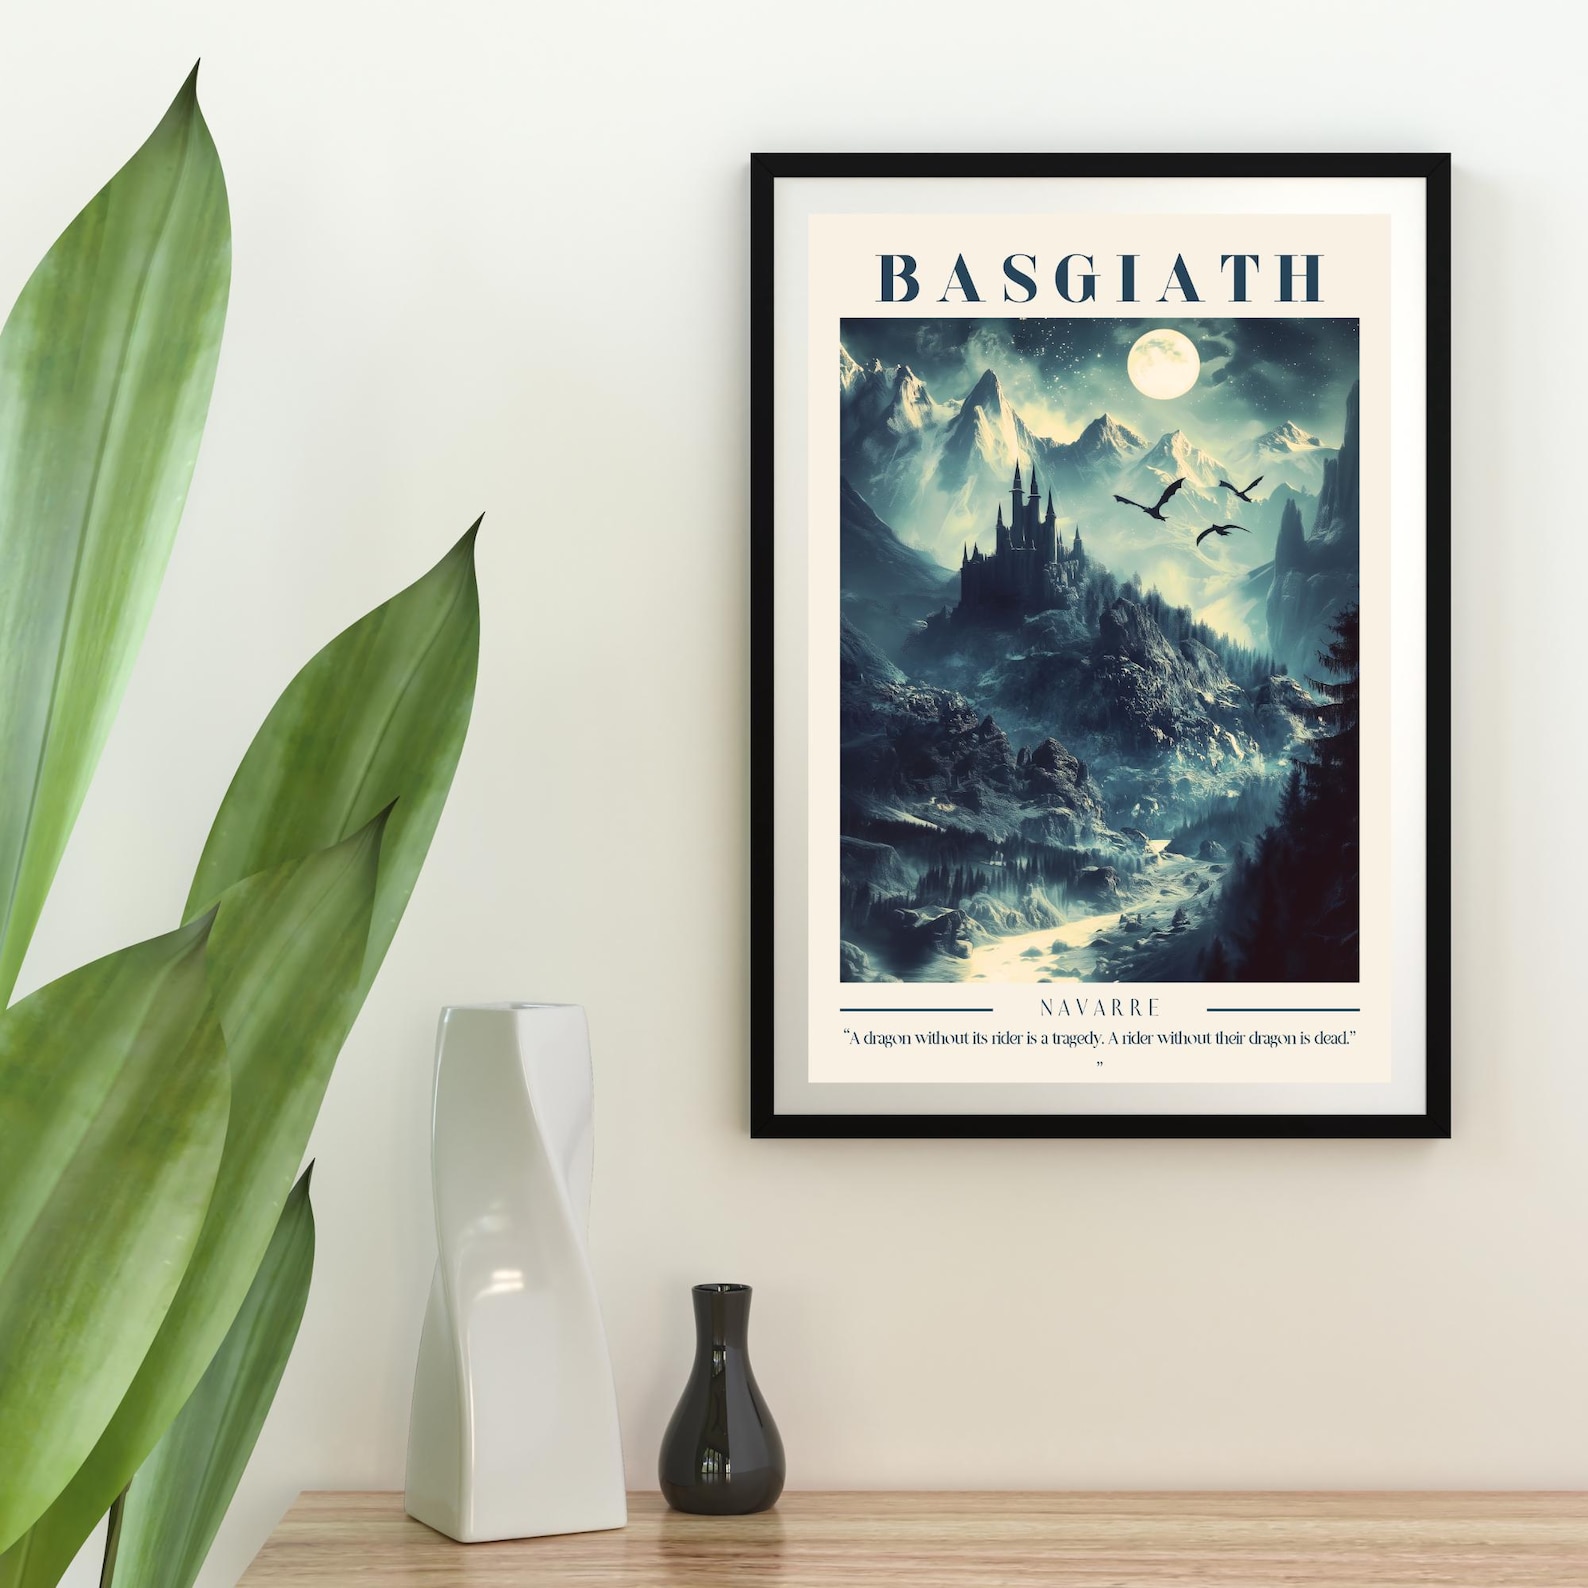 BASGIATH
NAVARRE
“A dragon without its rider is a tragedy. A rider without their dragon is dead.”
”